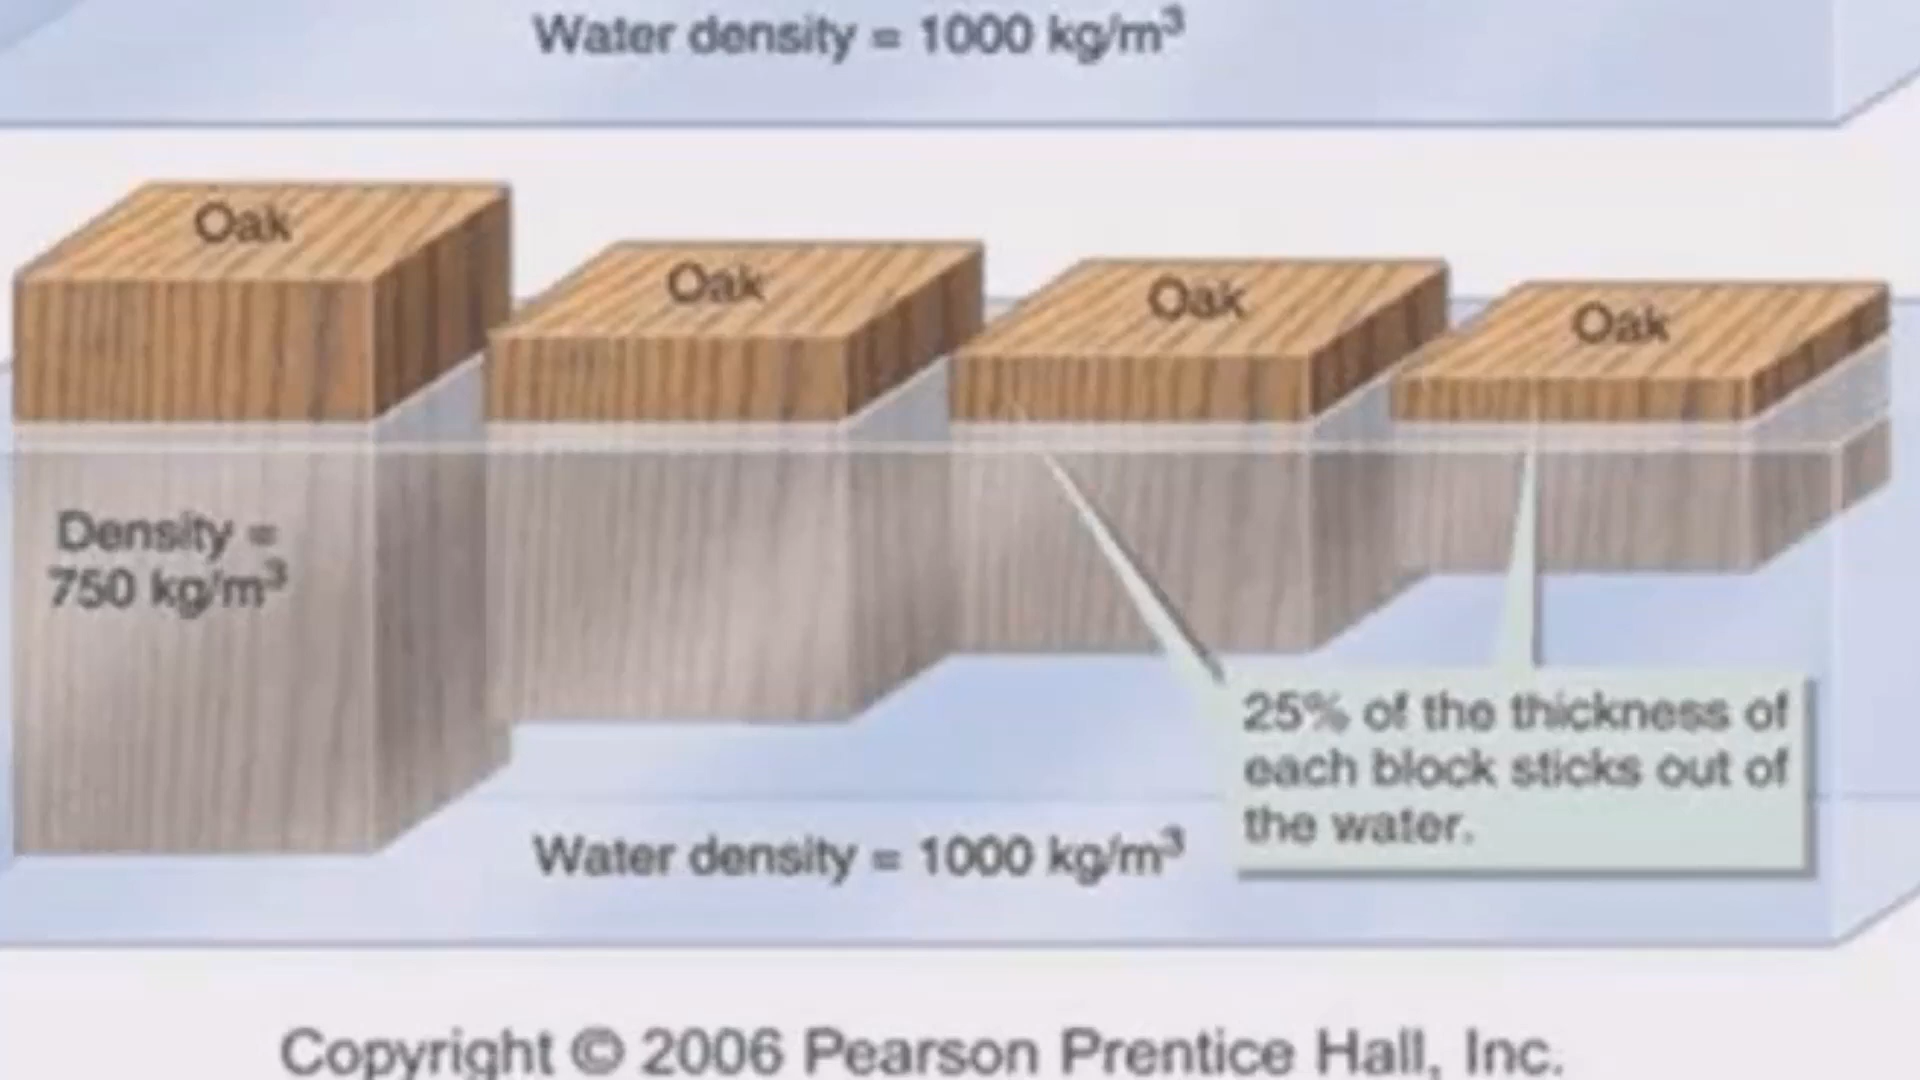 Water density = 1000 kg/m³
Oak
Oak
Oak
Oak
Density =
750 kg/m³
25% of the thickness of
each block sticks out of
the water.
Water density = 1000 kg/m³
Copyright © 2006 Pearson Prentice Hall, Inc.